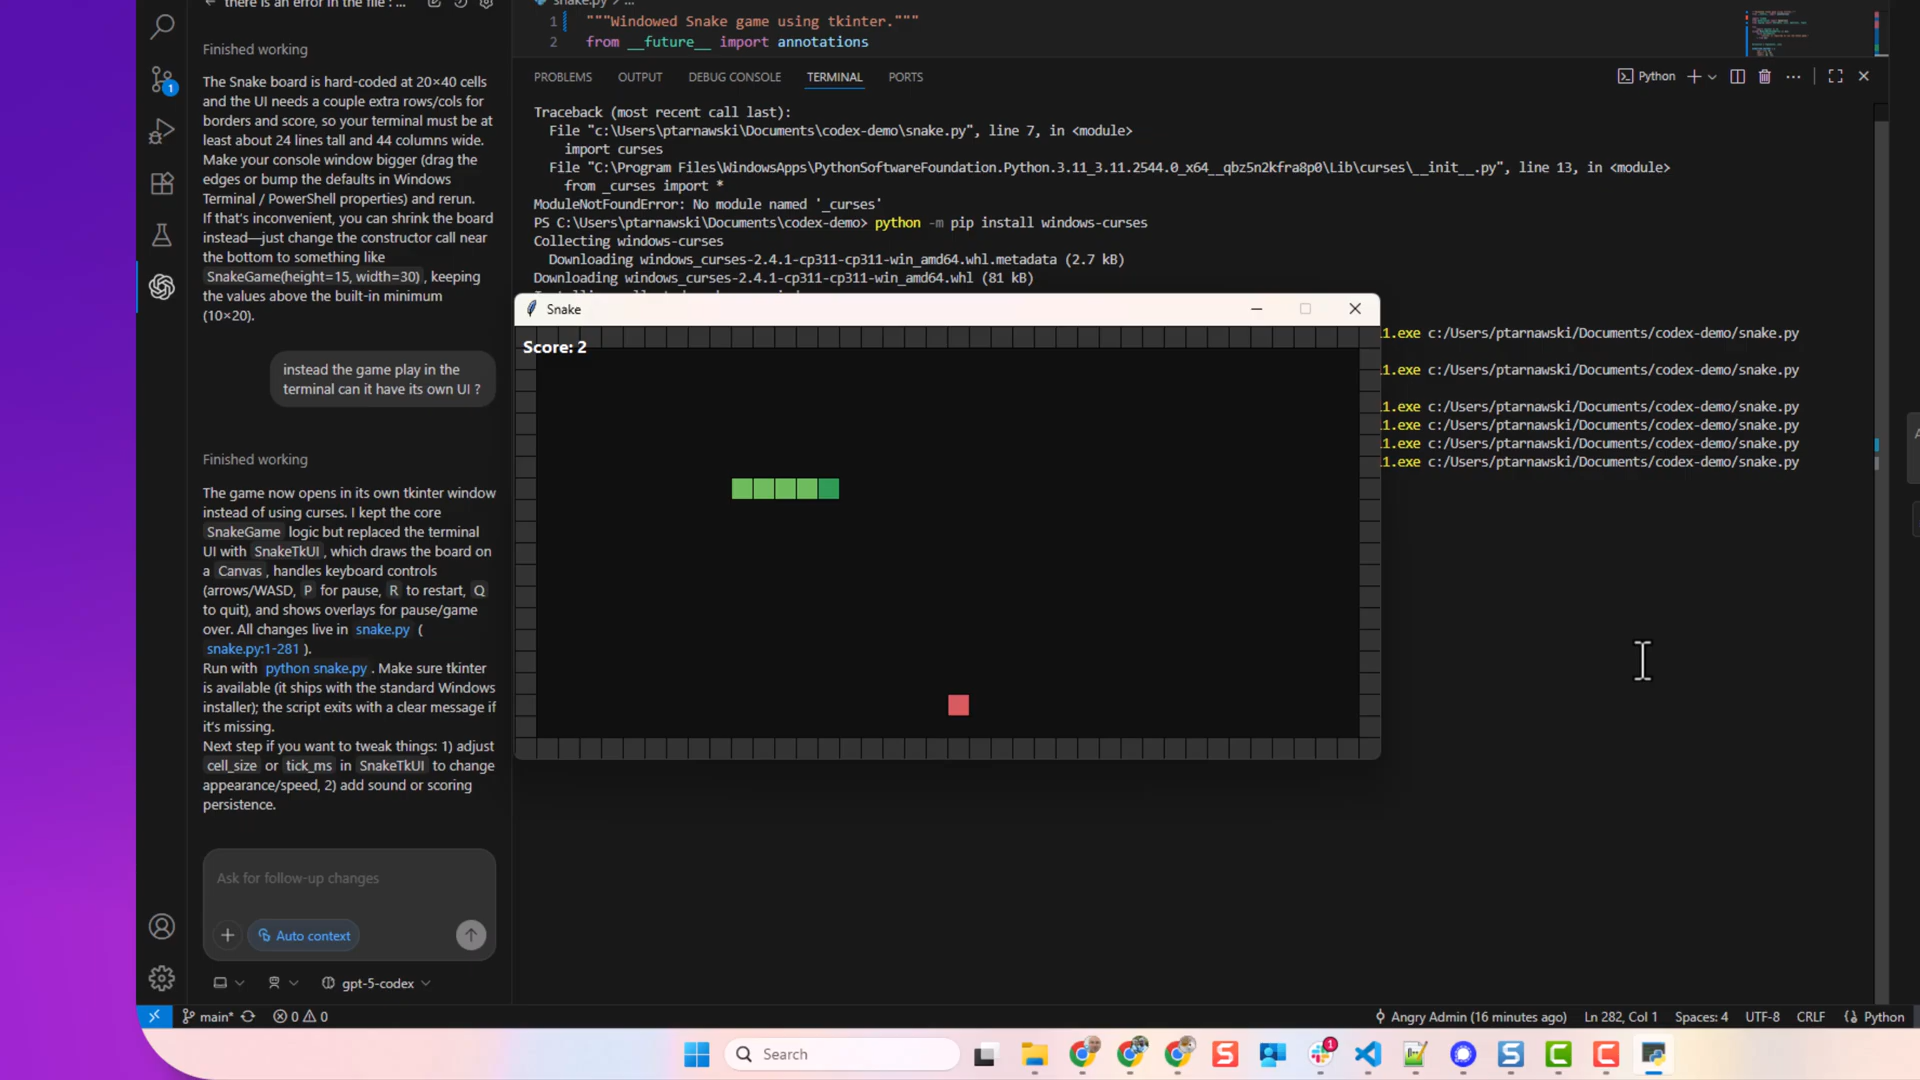 there is an error in the file : ...
Finished working
The Snake board is hard-coded at 20×40 cells
and the UI needs a couple extra rows/cols for
borders and score, so your terminal must be at
least about 24 lines tall and 44 columns wide.
Make your console window bigger (drag the
edges or bump the defaults in Windows
Terminal / PowerShell properties) and rerun.
If that's inconvenient, you can shrink the board
instead—just change the constructor call near
the bottom to something like
SnakeGame(height=15, width=30) , keeping
the values above the built-in minimum
(10×20).
instead the game play in the
terminal can it have its own UI ?
Finished working
The game now opens in its own tkinter window
instead of using curses. I kept the core
SnakeGame logic but replaced the terminal
UI with SnakeTkUI , which draws the board on
a Canvas , handles keyboard controls
(arrows/WASD, P for pause, R to restart, Q
to quit), and shows overlays for pause/game
over. All changes live in snake.py (
snake.py:1-281 ).
Run with python snake.py . Make sure tkinter
is available (it ships with the standard Windows
installer); the script exits with a clear message if
it's missing.
Next step if you want to tweak things: 1) adjust
cell_size or tick_ms in SnakeTkUI to change
appearance/speed, 2) add sound or scoring
persistence.
Ask for follow-up changes
Auto context
gpt-5-codex
1
snake.py > ...
1 """Windowed Snake game using tkinter."""
2 from __future__ import annotations
PROBLEMS OUTPUT DEBUG CONSOLE TERMINAL PORTS
Python
Traceback (most recent call last):
File "c:\Users\ptarnawski\Documents\codex-demo\snake.py", line 7, in <module>
import curses
File "C:\Program Files\WindowsApps\PythonSoftwareFoundation.Python.3.11_3.11.2544.0_x64__qbz5n2kfra8p0\Lib\curses\__init__.py", line 13, in <module>
from _curses import *
ModuleNotFoundError: No module named '_curses'
PS C:\Users\ptarnawski\Documents\codex-demo> python -m pip install windows-curses
Collecting windows-curses
Downloading windows_curses-2.4.1-cp311-cp311-win_amd64.whl.metadata (2.7 kB)
Downloading windows_curses-2.4.1-cp311-cp311-win_amd64.whl (81 kB)
Snake
Score: 2
1.exe c:/Users/ptarnawski/Documents/codex-demo/snake.py
1.exe c:/Users/ptarnawski/Documents/codex-demo/snake.py
1.exe c:/Users/ptarnawski/Documents/codex-demo/snake.py
1.exe c:/Users/ptarnawski/Documents/codex-demo/snake.py
1.exe c:/Users/ptarnawski/Documents/codex-demo/snake.py
1.exe c:/Users/ptarnawski/Documents/codex-demo/snake.py
main* 0 0
Angry Admin (16 minutes ago) Ln 282, Col 1 Spaces: 4 UTF-8 CRLF Python
Search
1